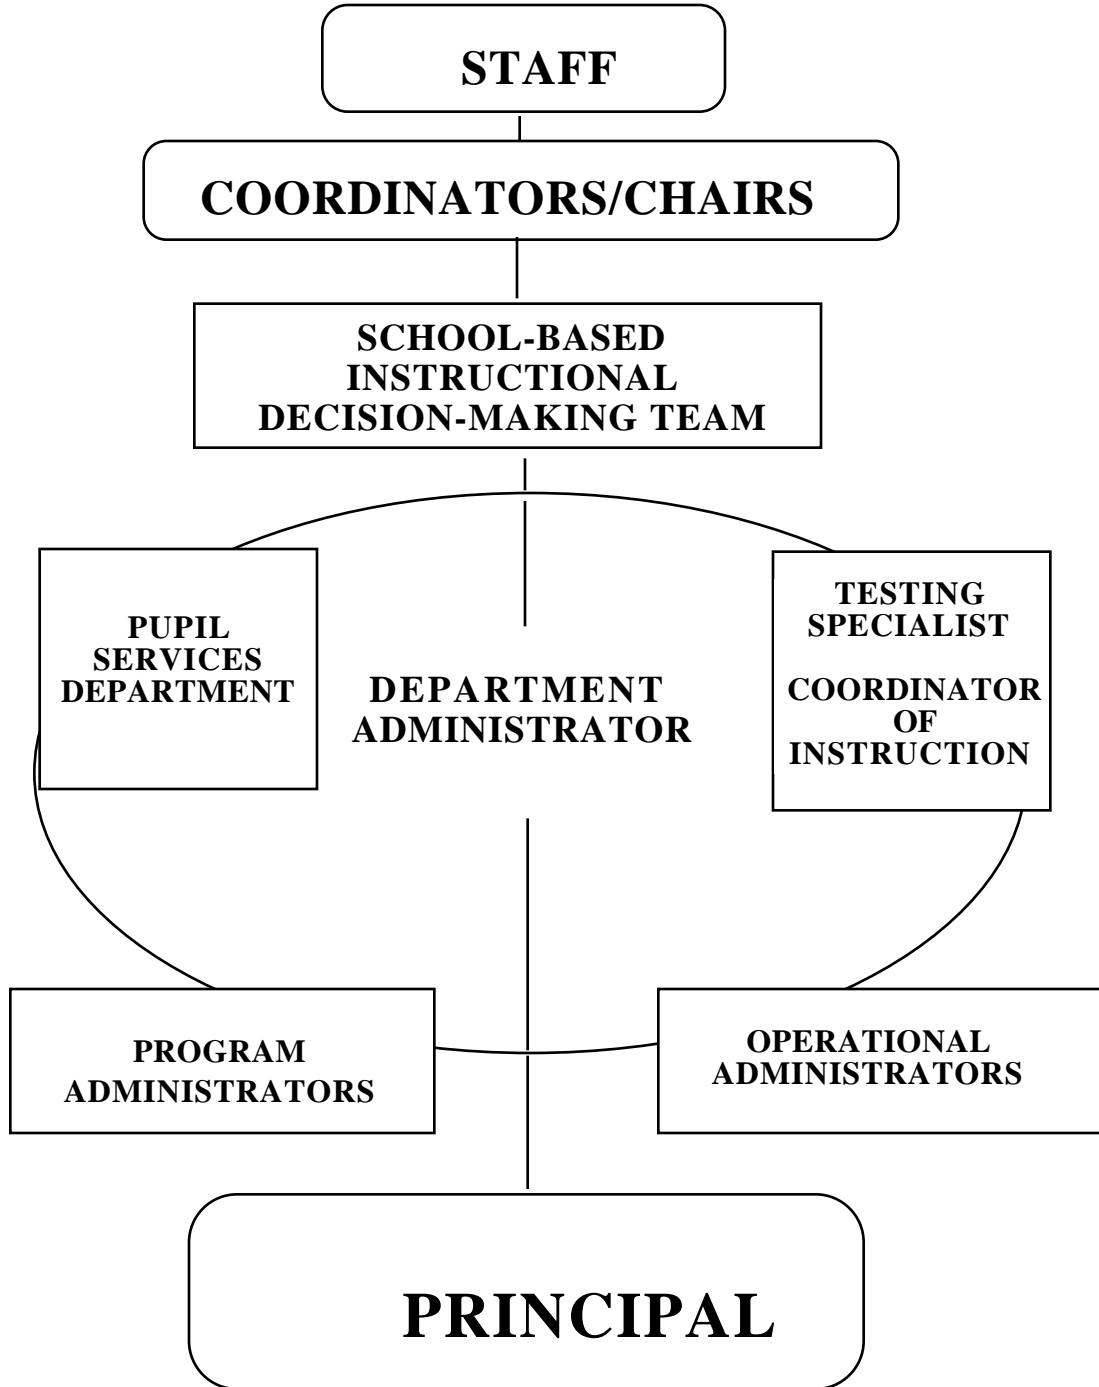 STAFF
COORDINATORS/CHAIRS
SCHOOL-BASED
INSTRUCTIONAL
DECISION-MAKING TEAM
PUPIL
SERVICES
DEPARTMENT
DEPARTMENT
ADMINISTRATOR
TESTING
SPECIALIST
COORDINATOR
OF
INSTRUCTION
PROGRAM
ADMINISTRATORS
OPERATIONAL
ADMINISTRATORS
PRINCIPAL